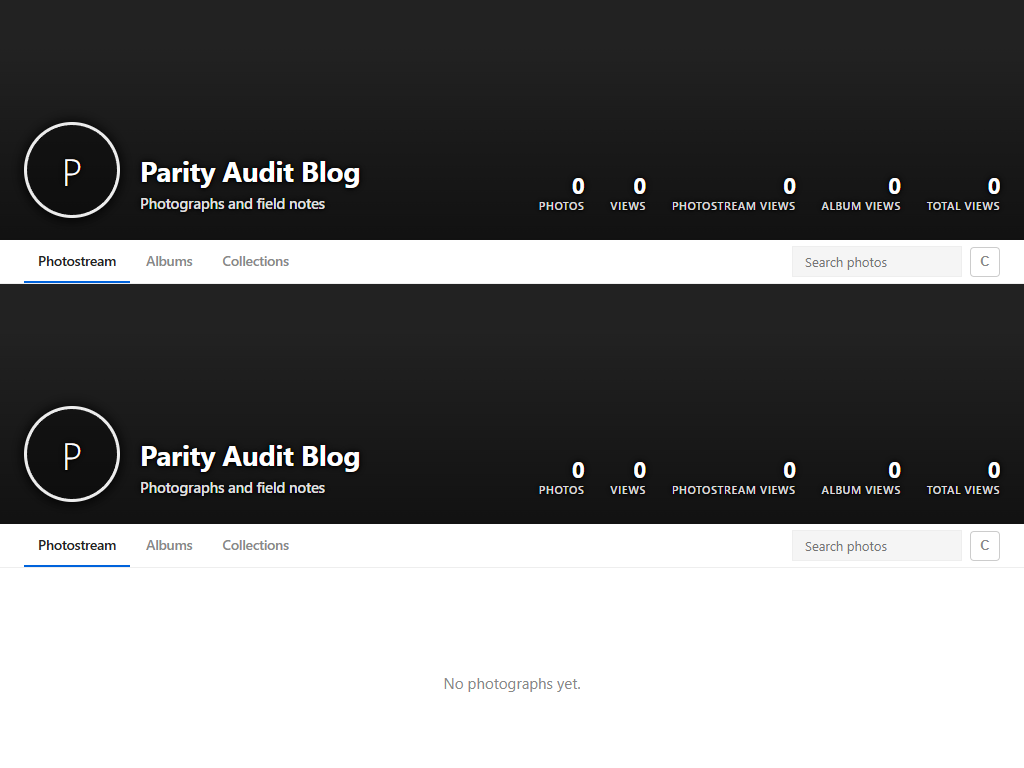 P
Parity Audit Blog
Photographs and field notes
0 PHOTOS
0 VIEWS
0 PHOTOSTREAM VIEWS
0 ALBUM VIEWS
0 TOTAL VIEWS
Photostream Albums Collections Search photos C
P
Parity Audit Blog
Photographs and field notes
0 PHOTOS
0 VIEWS
0 PHOTOSTREAM VIEWS
0 ALBUM VIEWS
0 TOTAL VIEWS
Photostream Albums Collections Search photos C
No photographs yet.